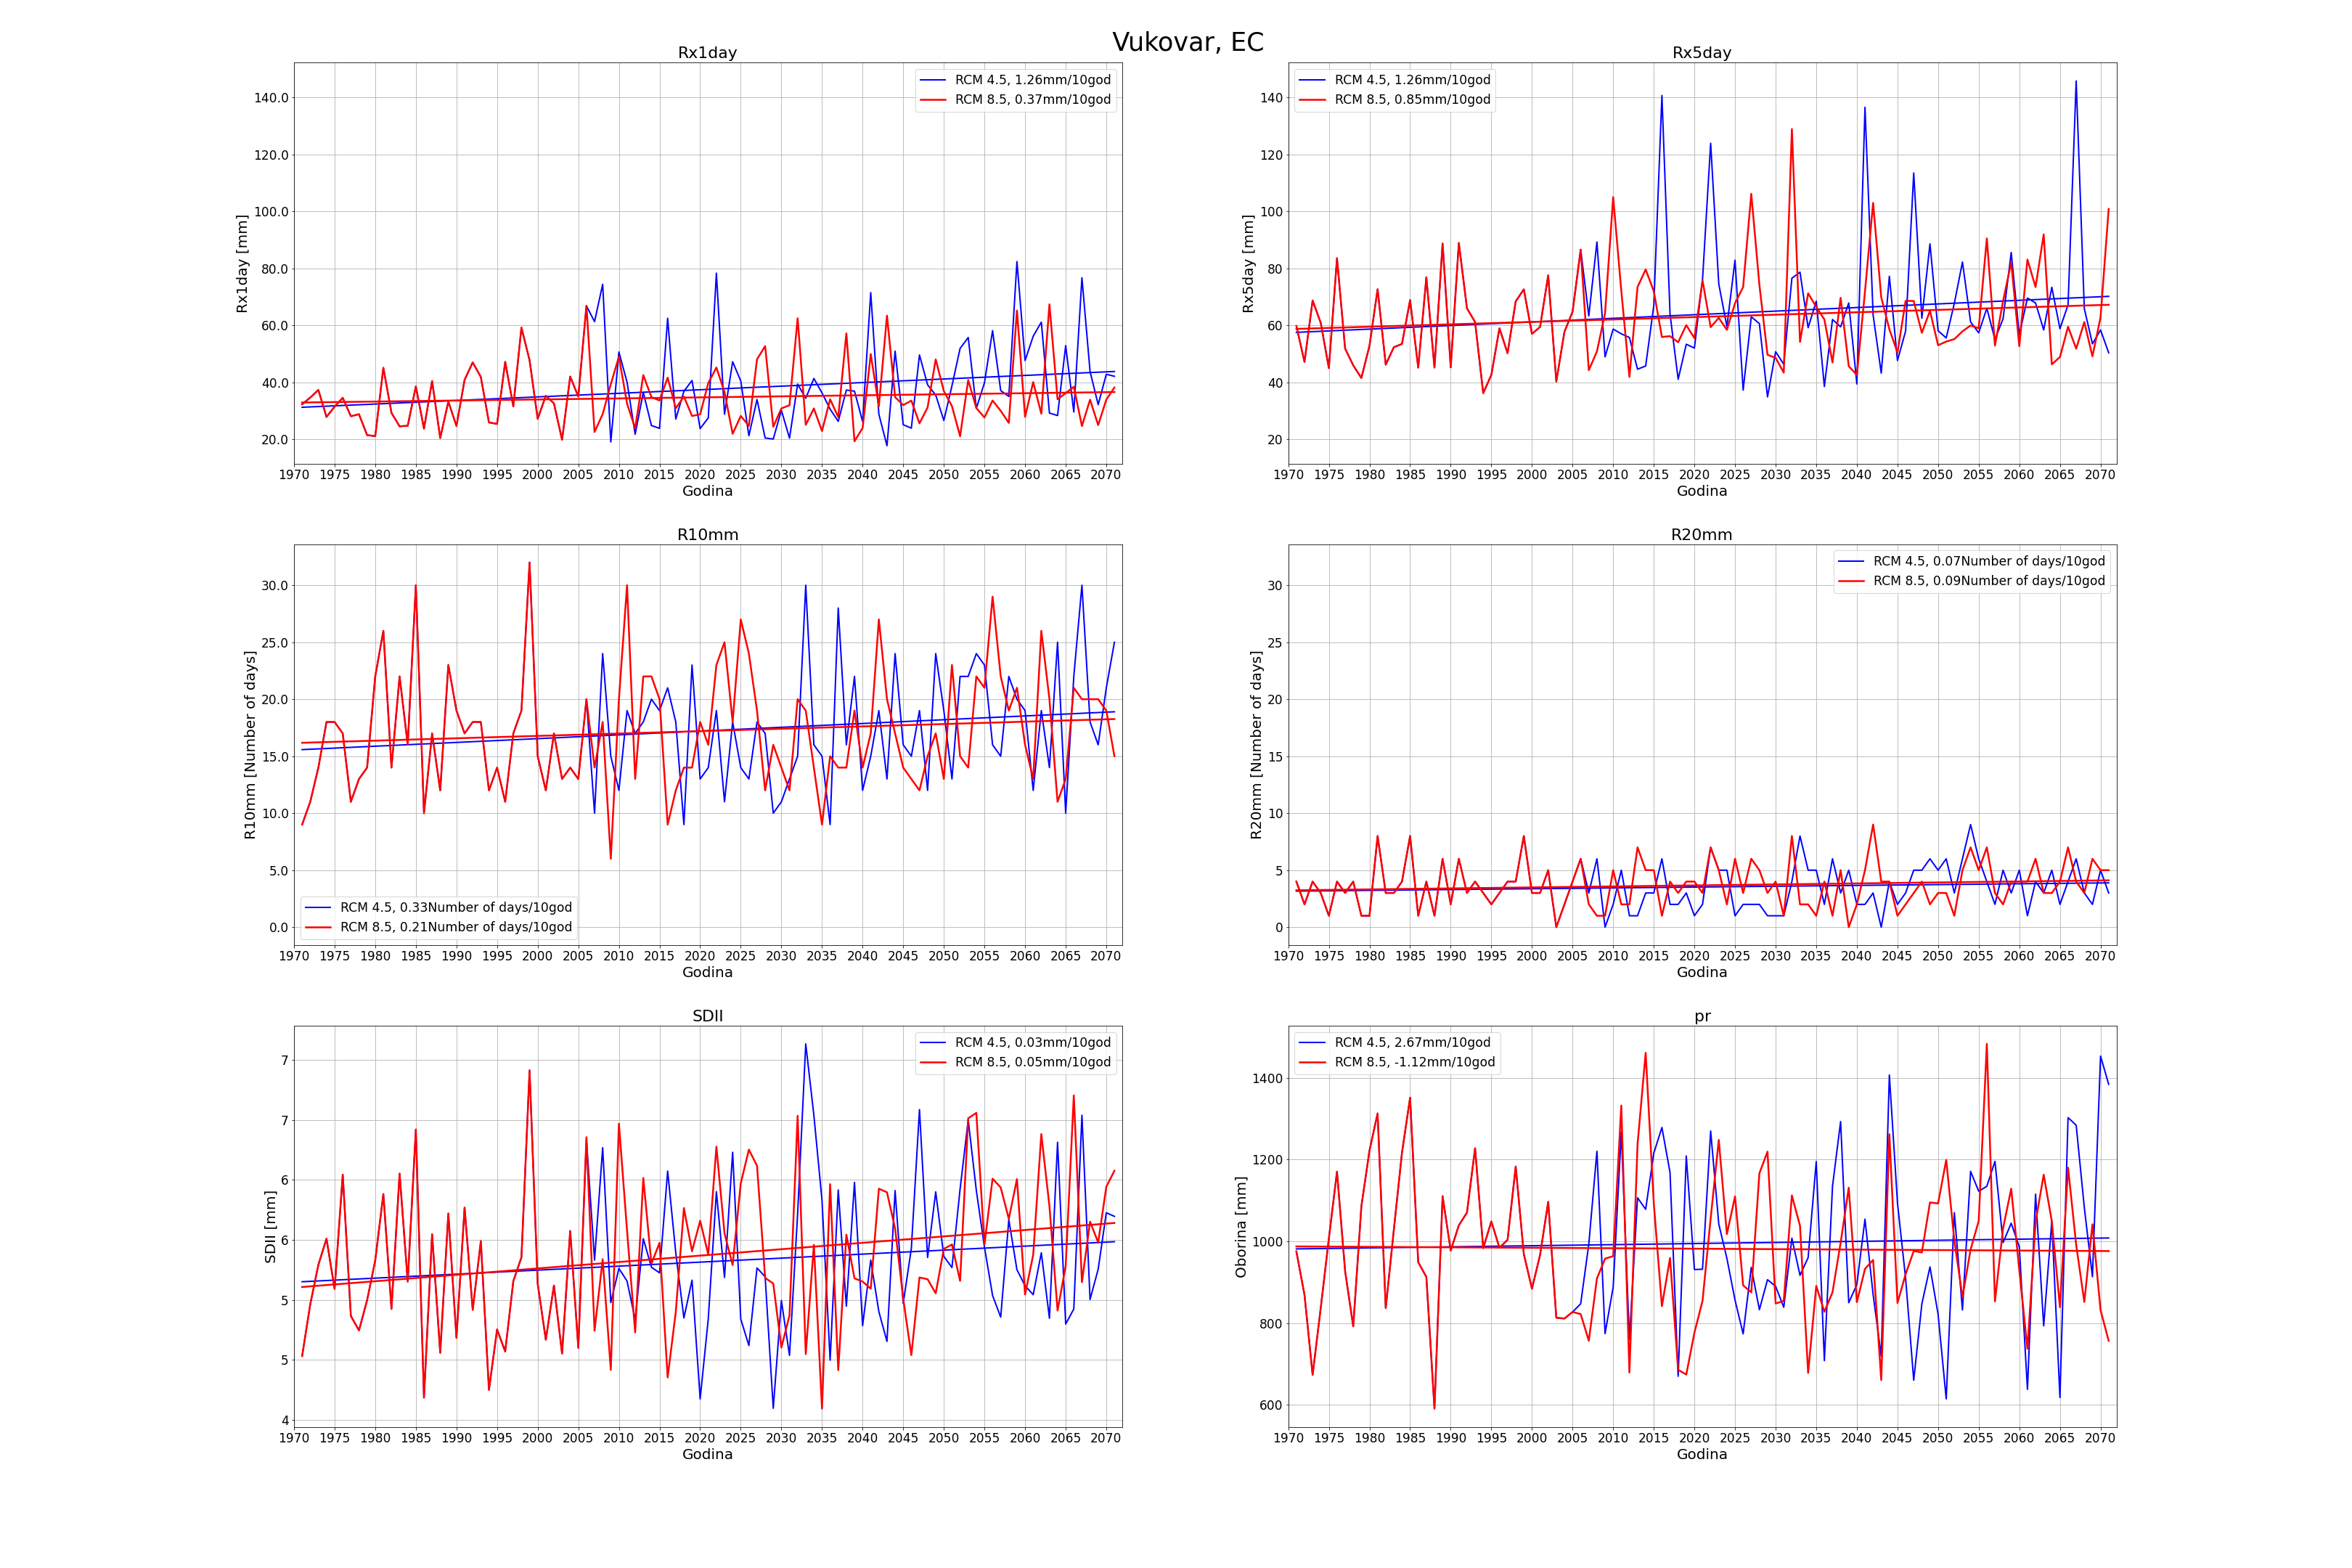 Vukovar, EC
Rx1day
RCM 4.5, 1.26mm/10god
RCM 8.5, 0.37mm/10god
Rx1day [mm]
140.0
120.0
100.0
80.0
60.0
40.0
20.0
1970 1975 1980 1985 1990 1995 2000 2005 2010 2015 2020 2025 2030 2035 2040 2045 2050 2055 2060 2065 2070
Godina
Rx5day
RCM 4.5, 1.26mm/10god
RCM 8.5, 0.85mm/10god
Rx5day [mm]
140
120
100
80
60
40
20
1970 1975 1980 1985 1990 1995 2000 2005 2010 2015 2020 2025 2030 2035 2040 2045 2050 2055 2060 2065 2070
Godina
R10mm
R10mm [Number of days]
30.0
25.0
20.0
15.0
10.0
5.0
0.0
RCM 4.5, 0.33Number of days/10god
RCM 8.5, 0.21Number of days/10god
1970 1975 1980 1985 1990 1995 2000 2005 2010 2015 2020 2025 2030 2035 2040 2045 2050 2055 2060 2065 2070
Godina
R20mm
RCM 4.5, 0.07Number of days/10god
RCM 8.5, 0.09Number of days/10god
R20mm [Number of days]
30
25
20
15
10
5
0
1970 1975 1980 1985 1990 1995 2000 2005 2010 2015 2020 2025 2030 2035 2040 2045 2050 2055 2060 2065 2070
Godina
SDII
RCM 4.5, 0.03mm/10god
RCM 8.5, 0.05mm/10god
SDII [mm]
7
7
6
6
5
5
4
1970 1975 1980 1985 1990 1995 2000 2005 2010 2015 2020 2025 2030 2035 2040 2045 2050 2055 2060 2065 2070
Godina
pr
RCM 4.5, 2.67mm/10god
RCM 8.5, -1.12mm/10god
Oborina [mm]
1400
1200
1000
800
600
1970 1975 1980 1985 1990 1995 2000 2005 2010 2015 2020 2025 2030 2035 2040 2045 2050 2055 2060 2065 2070
Godina